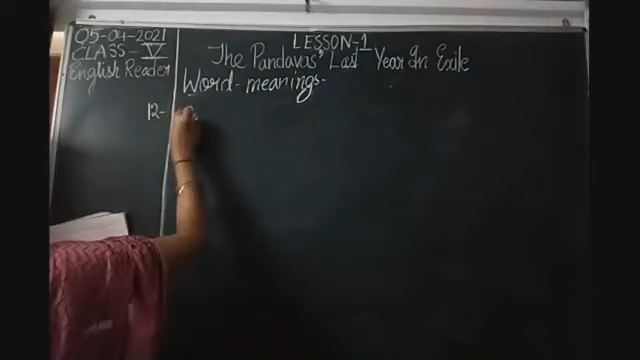 05-04-2021
CLASS-V
English Reader
LESSON-1
The Pandavas' Last Year In Exile
Word-meanings-
12-